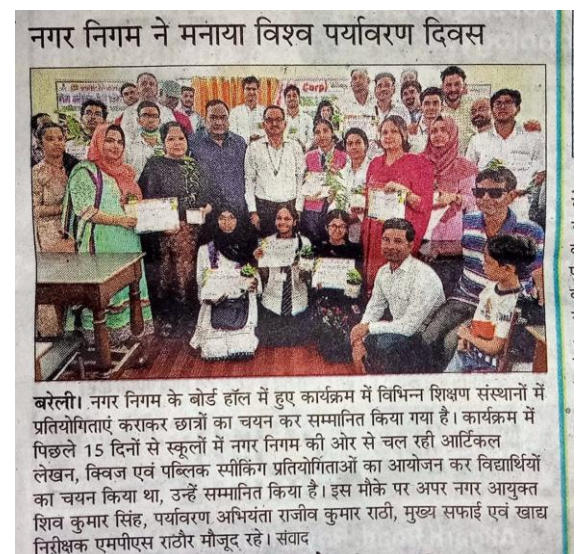 नगर निगम ने मनाया विश्व पर्यावरण दिवस
Corp)
बरेली। नगर निगम के बोर्ड हॉल में हुए कार्यक्रम में विभिन्न शिक्षण संस्थानों में
प्रतियोगिताएं कराकर छात्रों का चयन कर सम्मानित किया गया है। कार्यक्रम में
पिछले 15 दिनों से स्कूलों में नगर निगम की ओर से चल रही आर्टिकल
लेखन, क्विज एवं पब्लिक स्पीकिंग प्रतियोगिताओं का आयोजन कर विद्यार्थियों
का चयन किया था, उन्हें सम्मानित किया है। इस मौके पर अपर नगर आयुक्त
शिव कुमार सिंह, पर्यावरण अभियंता राजीव कुमार राठी, मुख्य सफाई एवं खाद्य
निरीक्षक एमपीएस राठौर मौजूद रहे। संवाद